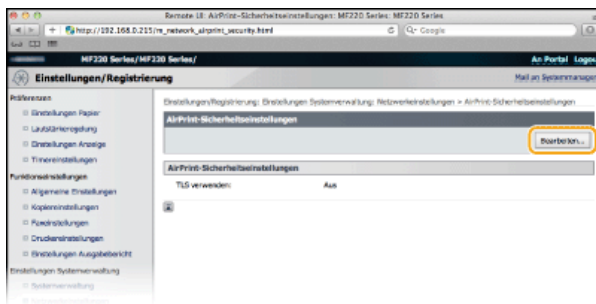 Remote UI: AirPrint-Sicherheitseinstellungen: MF220 Series: MF220 Series
http://192.168.0.215/m_network_airprint_security.html
Google
MF220 Series/MF220 Series/
An Portal Logou
Einstellungen/Registrierung
Mail an Systemmanager
Präferenzen
Einstellungen Papier
Lautstärkeregelung
Einstellungen Anzeige
Timereinstellungen
Funktionseinstellungen
Allgemeine Einstellungen
Kopiereinstellungen
Faxeinstellungen
Druckereinstellungen
Einstellungen Ausgabebericht
Einstellungen Systemverwaltung
Systemverwaltung
Netzwerkeinstellungen
Einstellungen/Registrierung: Einstellungen Systemverwaltung: Netzwerkeinstellungen > AirPrint-Sicherheitseinstellungen
AirPrint-Sicherheitseinstellungen
Bearbeiten...
AirPrint-Sicherheitseinstellungen
TLS verwenden: Aus